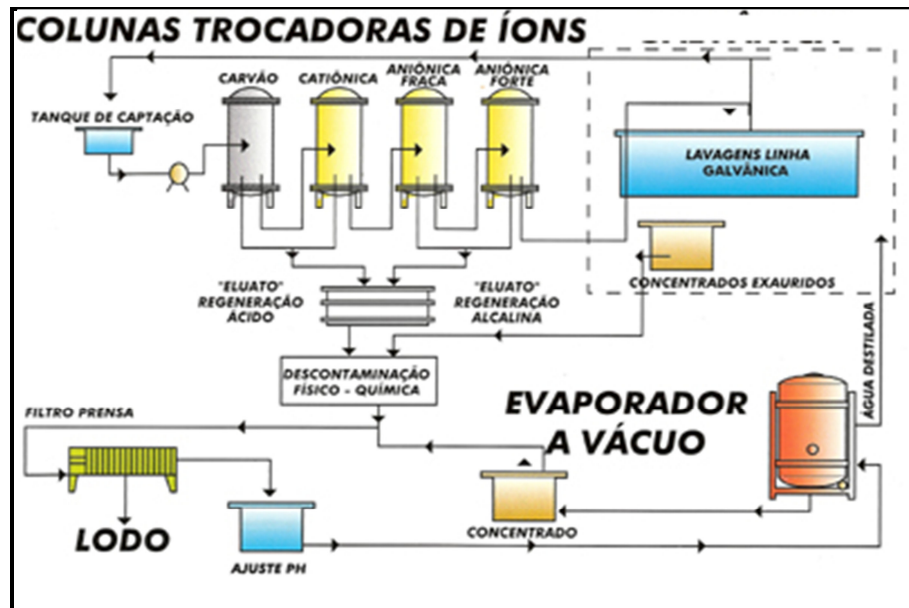 COLUNAS TROCADORAS DE ÍONS
CARVÃO
CATIÔNICA
ANIÔNICA
FRACA
ANIÔNICA
FORTE
TANQUE DE CAPTAÇÃO
LAVAGENS LINHA
GALVÂNICA
CONCENTRADOS EXAURIDOS
"ELUATO"
REGENERAÇÃO
ÁCIDO
"ELUATO"
REGENERAÇÃO
ALCALINA
ÁGUA DESTILADA
DESCONTAMINAÇÃO
FÍSICO - QUÍMICA
EVAPORADOR
A VÁCUO
FILTRO PRENSA
LODO
AJUSTE PH
CONCENTRADO